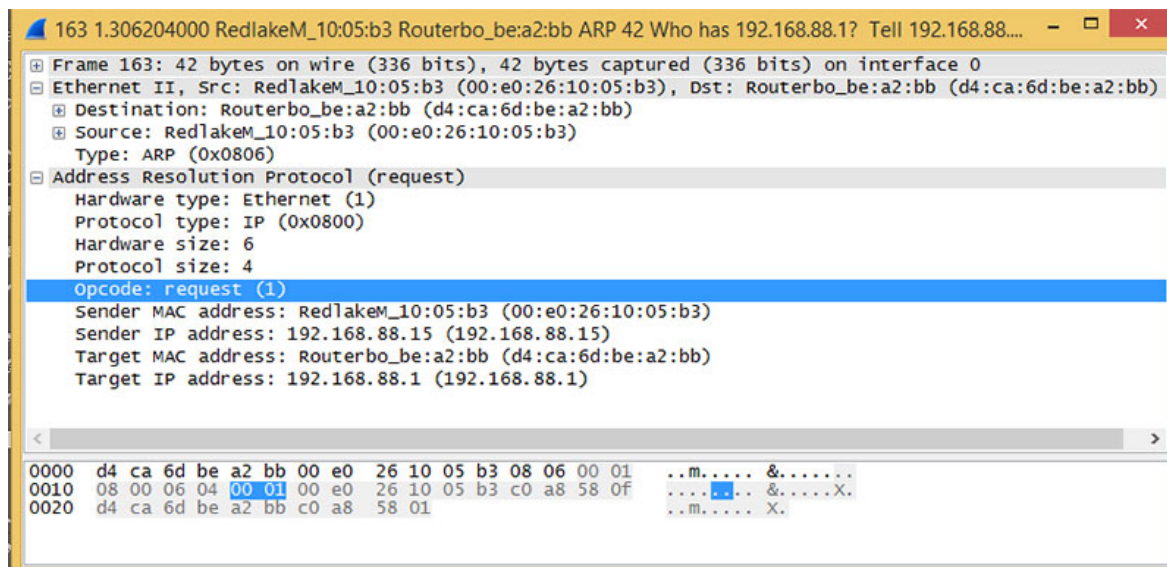 163 1.306204000 RedlakeM_10:05:b3 Routerbo_be:a2:bb ARP 42 Who has 192.168.88.1?  Tell 192.168.88....
Frame 163: 42 bytes on wire (336 bits), 42 bytes captured (336 bits) on interface 0
Ethernet II, Src: RedlakeM_10:05:b3 (00:e0:26:10:05:b3), Dst: Routerbo_be:a2:bb (d4:ca:6d:be:a2:bb)
Destination: Routerbo_be:a2:bb (d4:ca:6d:be:a2:bb)
Source: RedlakeM_10:05:b3 (00:e0:26:10:05:b3)
Type: ARP (0x0806)
Address Resolution Protocol (request)
Hardware type: Ethernet (1)
Protocol type: IP (0x0800)
Hardware size: 6
Protocol size: 4
Opcode: request (1)
Sender MAC address: RedlakeM_10:05:b3 (00:e0:26:10:05:b3)
Sender IP address: 192.168.88.15 (192.168.88.15)
Target MAC address: Routerbo_be:a2:bb (d4:ca:6d:be:a2:bb)
Target IP address: 192.168.88.1 (192.168.88.1)
0000  d4 ca 6d be a2 bb 00 e0  26 10 05 b3 08 06 00 01  ..m..... &.......
0010  08 00 06 04 00 01 00 e0  26 10 05 b3 c0 a8 58 0f  ........ &.....X.
0020  d4 ca 6d be a2 bb c0 a8  58 01  ..m..... X.